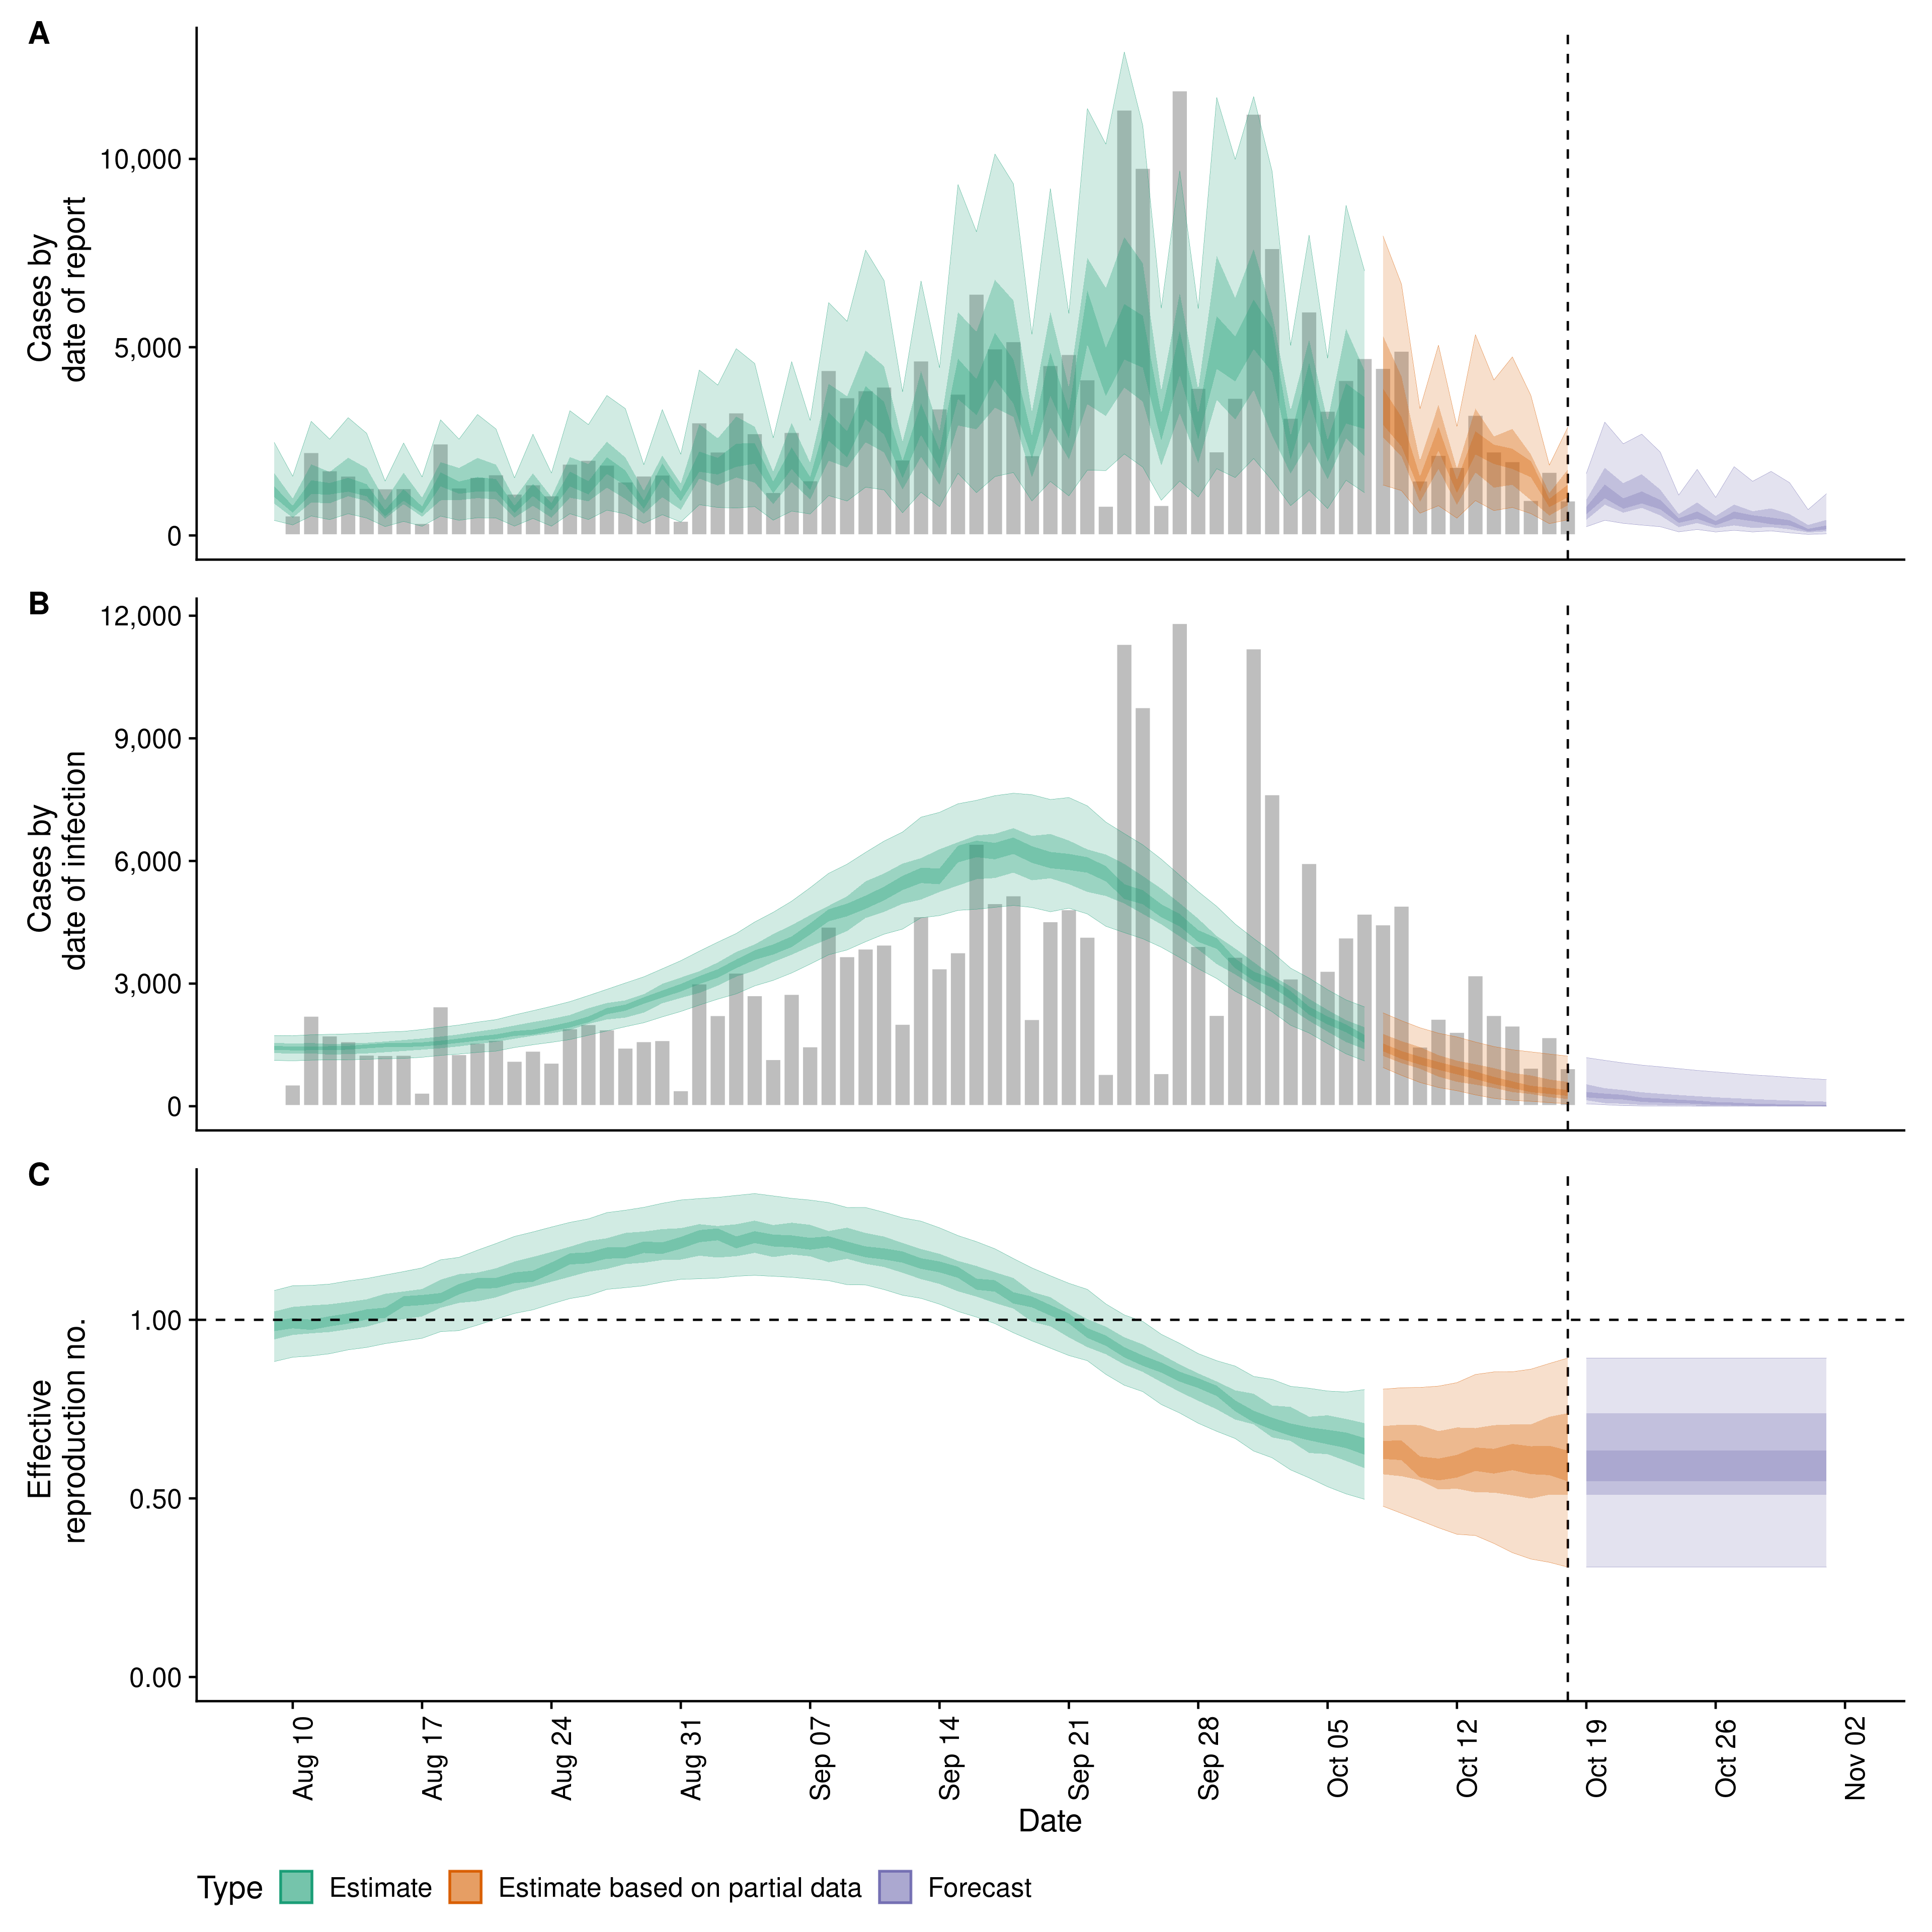 A
Cases by
date of report
10,000
5,000
0
B
Cases by
date of infection
12,000
9,000
6,000
3,000
0
C
Effective
reproduction no.
1.00
0.50
0.00
Aug 10
Aug 17
Aug 24
Aug 31
Sep 07
Sep 14
Sep 21
Sep 28
Oct 05
Oct 12
Oct 19
Oct 26
Nov 02
Date
Type Estimate Estimate based on partial data Forecast